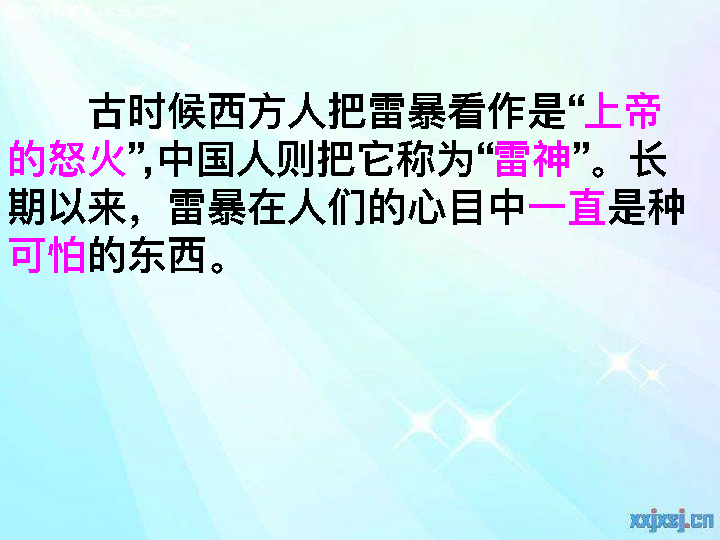 古时候西方人把雷暴看作是“上帝
的怒火”,中国人则把它称为“雷神”。长
期以来，雷暴在人们的心目中一直是种
可怕的东西。
xxjxsj.cn